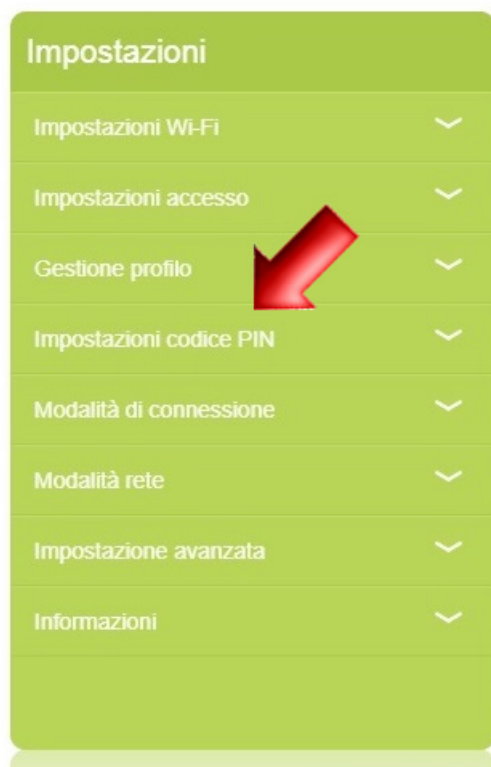 Impostazioni
Impostazioni Wi-Fi
Impostazioni accesso
Gestione profilo
Impostazioni codice PIN
Modalità di connessione
Modalità rete
Impostazione avanzata
Informazioni